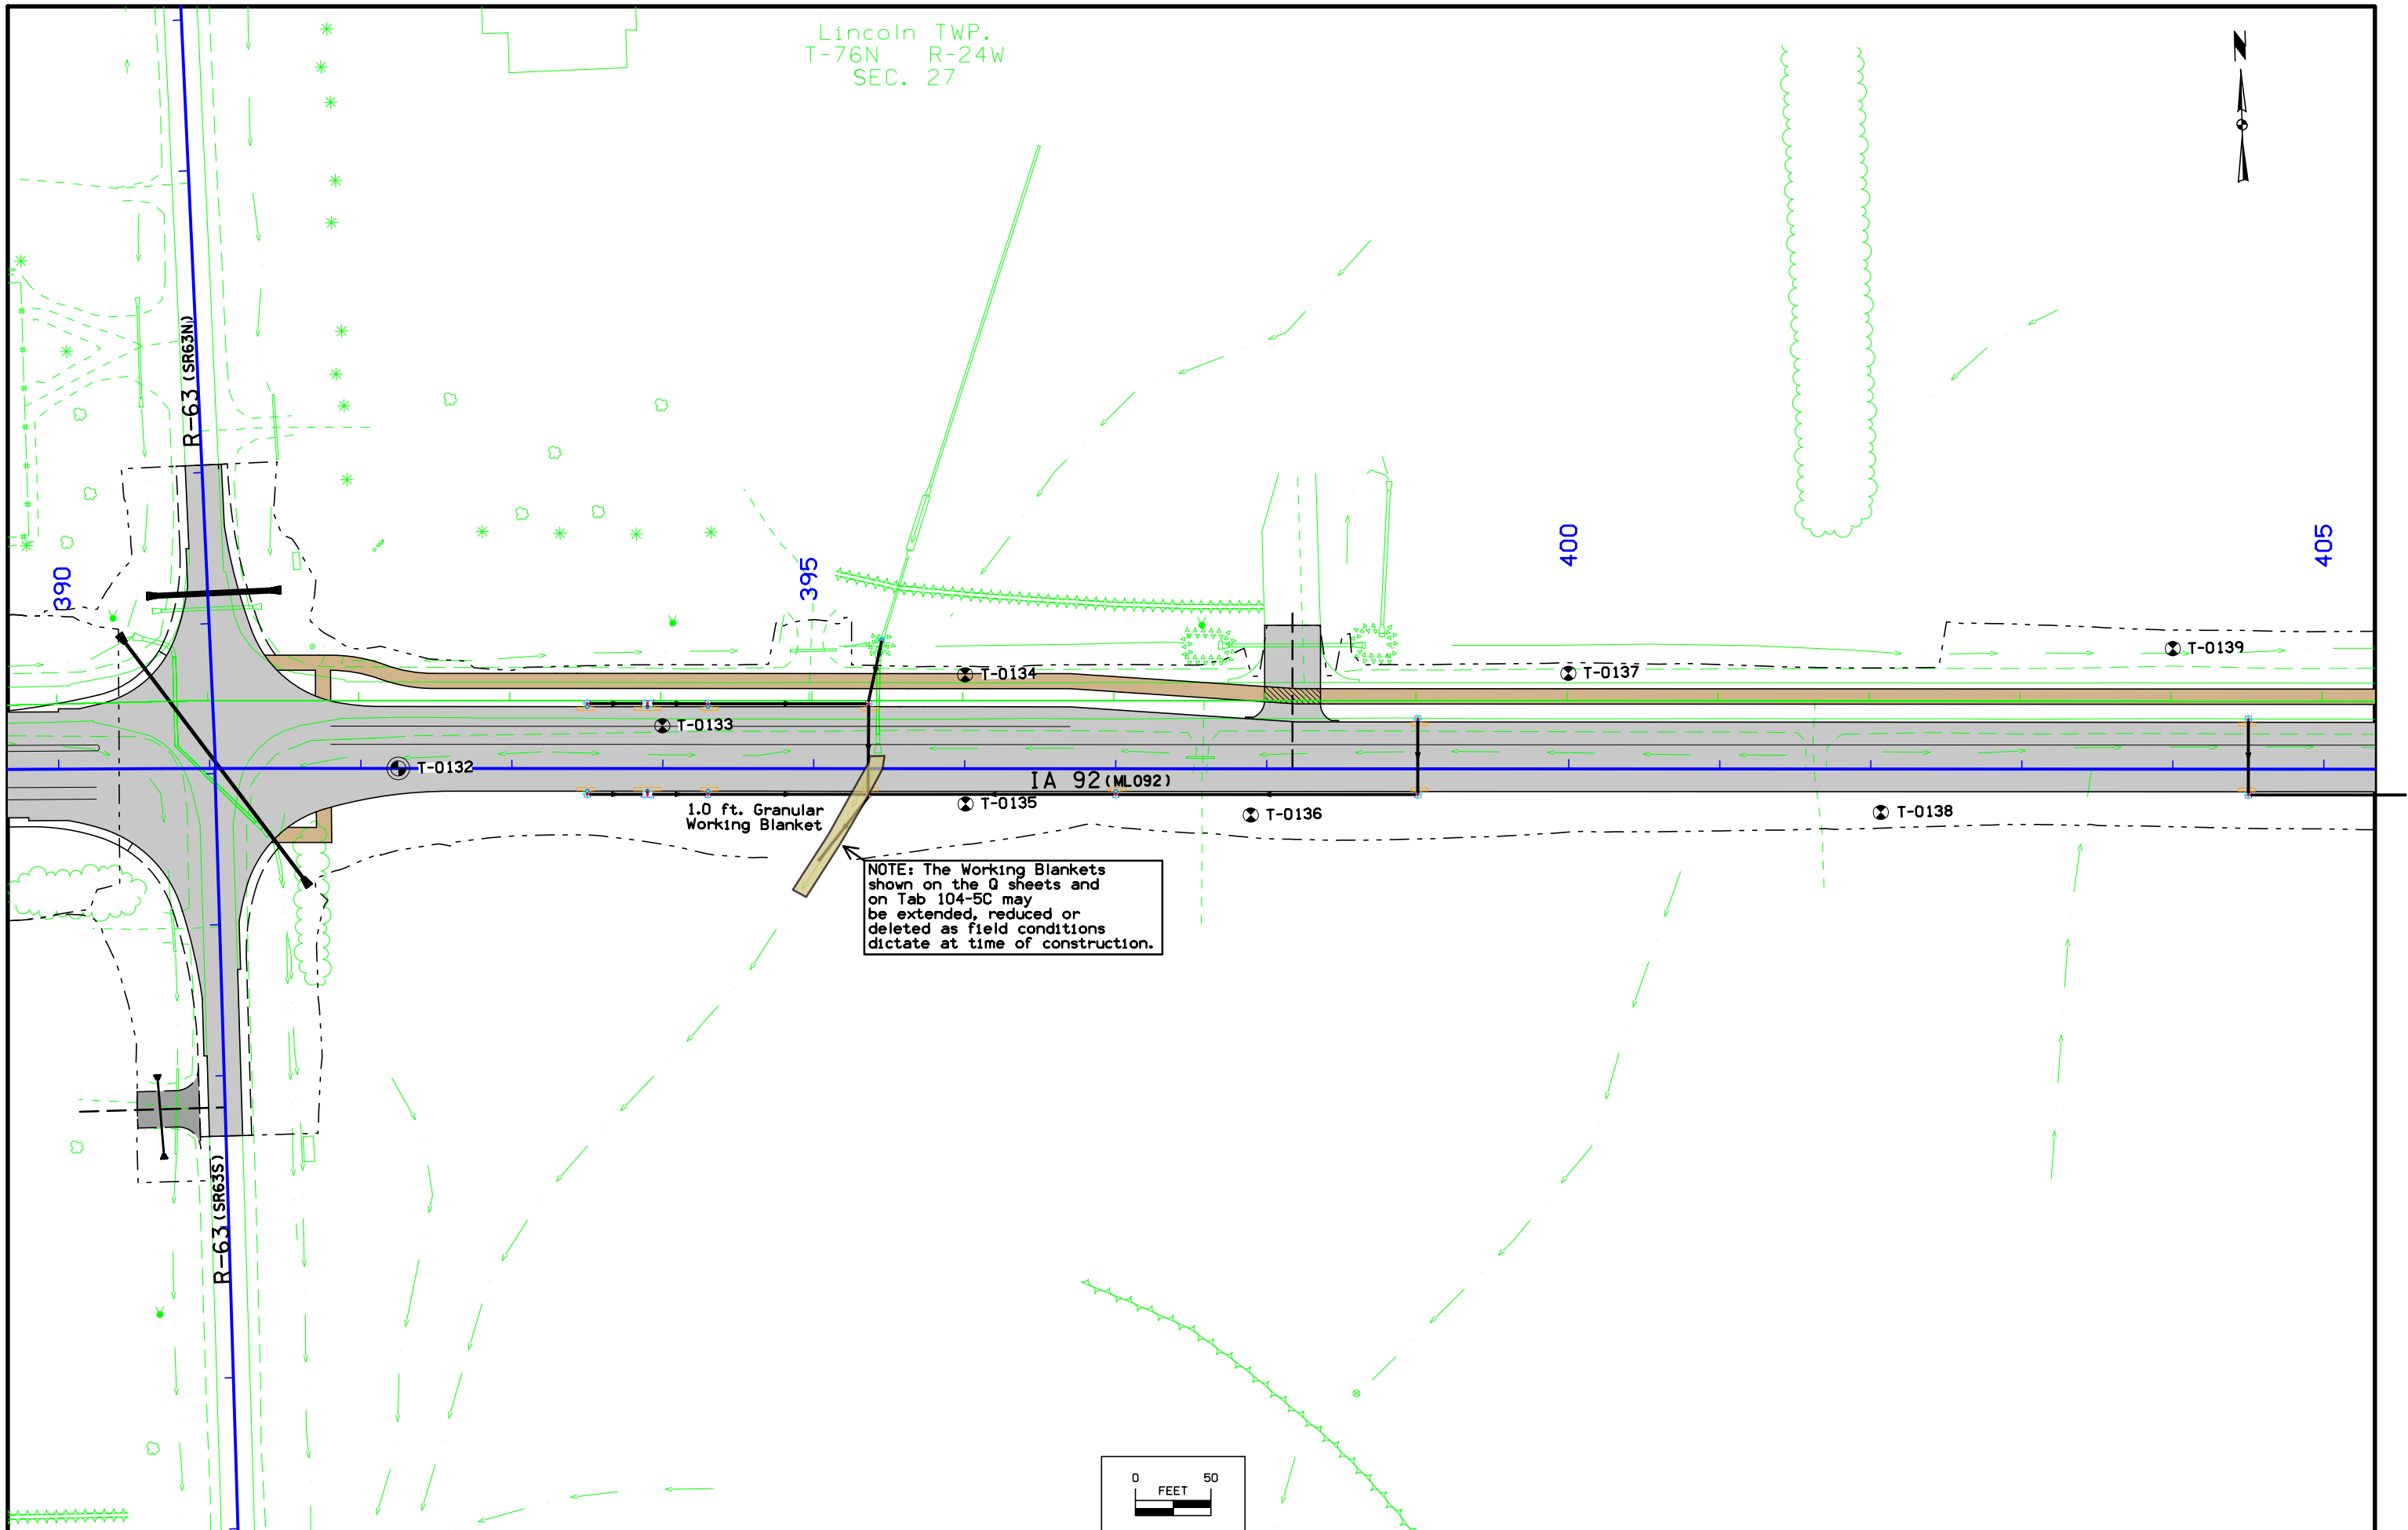 Lincoln TWP.
T-76N R-24W
SEC. 27
N
R-63 (SR63N)
390
395
400
405
T-0139
T-0134
T-0137
T-0133
T-0132
IA 92 (ML092)
1.0 ft. Granular
Working Blanket
T-0135
T-0136
T-0138
NOTE: The Working Blankets
shown on the Q sheets and
on Tab 104-5C may
be extended, reduced or
deleted as field conditions
dictate at time of construction.
R-63 (SR63S)
0 50
FEET